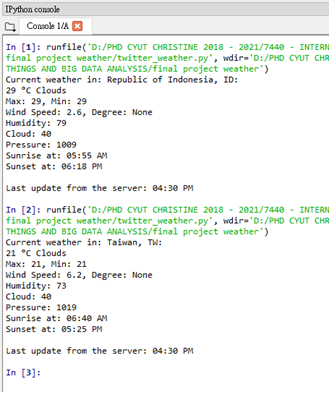 IPython console
Console 1/A
In [1]: runfile('D:/PHD CYUT CHRISTINE 2018 - 2021/7440 - INTERN
final project weather/twitter_weather.py', wdir='D:/PHD CYUT CHR
THINGS AND BIG DATA ANALYSIS/final project weather')
Current weather in: Republic of Indonesia, ID:
29 °C Clouds
Max: 29, Min: 29
Wind Speed: 2.6, Degree: None
Humidity: 79
Cloud: 40
Pressure: 1009
Sunrise at: 05:55 AM
Sunset at: 06:18 PM
Last update from the server: 04:30 PM
In [2]: runfile('D:/PHD CYUT CHRISTINE 2018 - 2021/7440 - INTERN
final project weather/twitter_weather.py', wdir='D:/PHD CYUT CHR
THINGS AND BIG DATA ANALYSIS/final project weather')
Current weather in: Taiwan, TW:
21 °C Clouds
Max: 21, Min: 21
Wind Speed: 6.2, Degree: None
Humidity: 73
Cloud: 40
Pressure: 1019
Sunrise at: 06:40 AM
Sunset at: 05:25 PM
Last update from the server: 04:30 PM
In [3]: